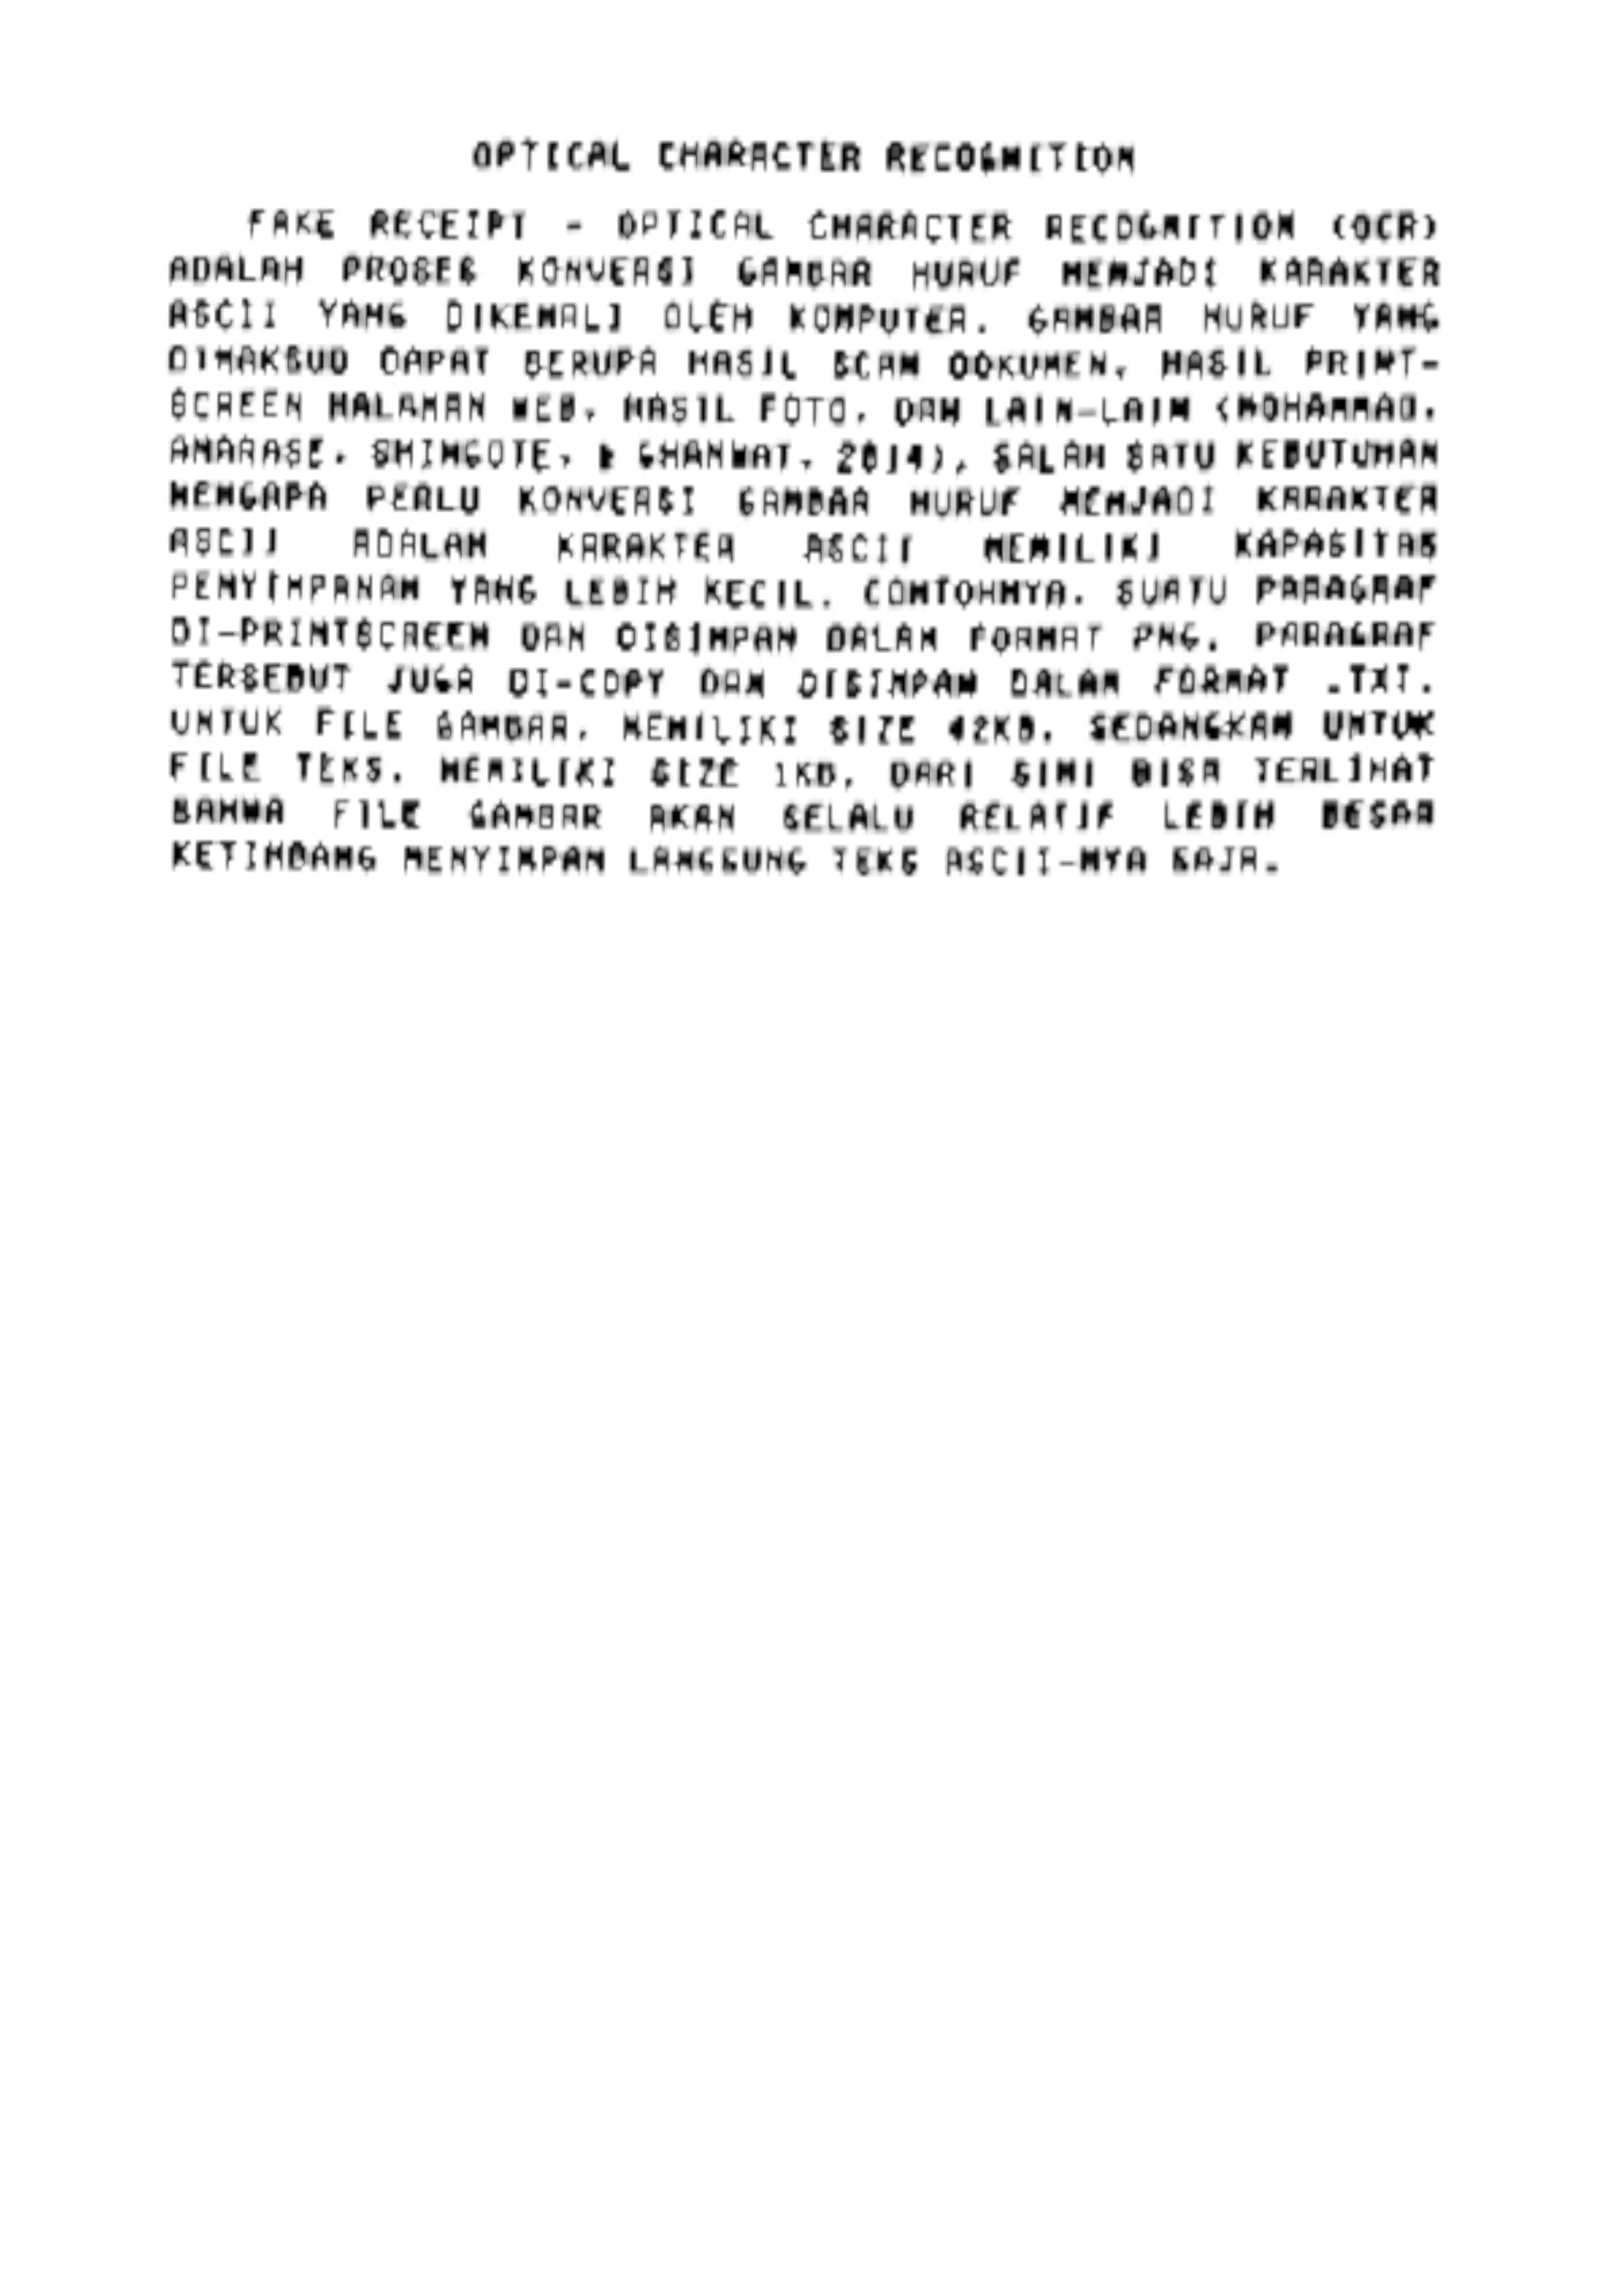 OPTICAL CHARACTER RECOGNITION
FAKE RECEIPT - OPTICAL CHARACTER RECOGNITION (OCR)
ADALAH PROSES KONVERSI GAMBAR HURUF MENJADI KARAKTER
ASCII YANG DIKENALI OLEH KOMPUTER. GAMBAR HURUF YANG
DIMAKSUD DAPAT BERUPA HASIL SCAN DOKUMEN, HASIL PRINT-
SCREEN HALAMAN WEB, HASIL FOTO, DAN LAIN-LAIN (MOHAMMAD,
ANARASE, SHINGOTE, & GHANWAT, 2014). SALAH SATU KEBUTUHAN
MENGAPA PERLU KONVERSI GAMBAR HURUF MENJADI KARAKTER
ASCII ADALAH KARAKTER ASCII MEMILIKI KAPASITAS
PENYIMPANAN YANG LEBIH KECIL. CONTOHNYA, SUATU PARAGRAF
DI-PRINTSCREEN DAN DISIMPAN DALAM FORMAT PNG. PARAGRAF
TERSEBUT JUGA DI-COPY DAN DISIMPAN DALAM FORMAT .TXT.
UNTUK FILE GAMBAR, MEMILIKI SIZE 42KB, SEDANGKAN UNTUK
FILE TEKS, MEMILIKI SIZE 1KB. DARI SINI BISA TERLIHAT
BAHWA FILE GAMBAR AKAN SELALU RELATIF LEBIH BESAR
KETIMBANG MENYIMPAN LANGSUNG TEKS ASCII-NYA SAJA.